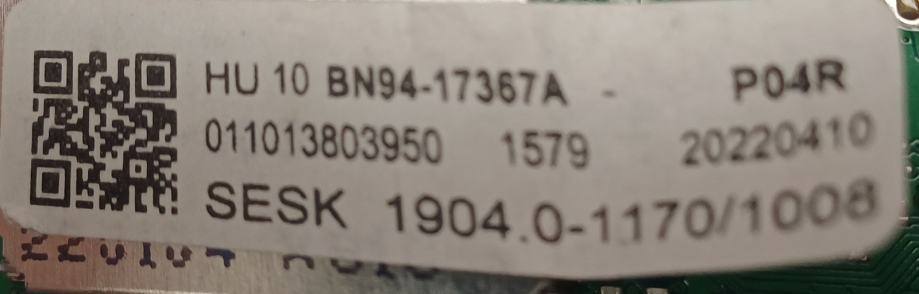 HU 10 BN94-17367A - P04R
011013803950 1579 20220410
SESK 1904.0-1170/1008